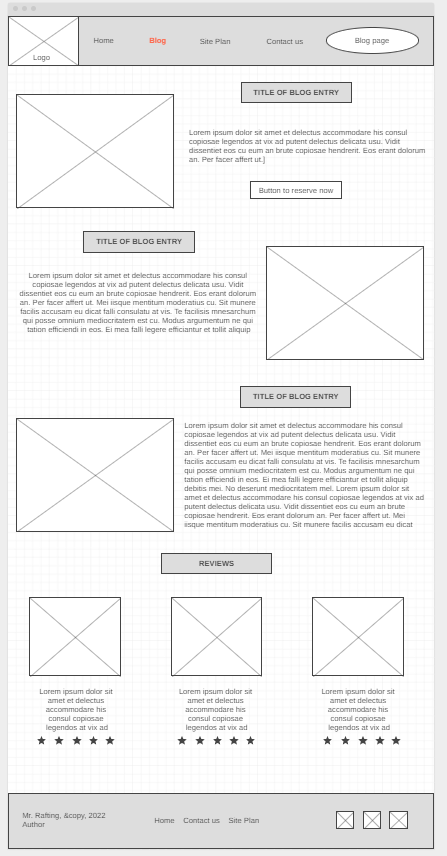 Logo
Home
Blog
Site Plan
Contact us
Blog page
TITLE OF BLOG ENTRY
Lorem ipsum dolor sit amet et delectus accommodare his consul
copiosae legendos at vix ad putent delectus delicata usu. Vidit
dissentiet eos cu eum an brute copiosae hendrerit. Eos erant dolorum
an. Per facer affert ut.]
Button to reserve now
TITLE OF BLOG ENTRY
Lorem ipsum dolor sit amet et delectus accommodare his consul
copiosae legendos at vix ad putent delectus delicata usu. Vidit
dissentiet eos cu eum an brute copiosae hendrerit. Eos erant dolorum
an. Per facer affert ut. Mei iisque mentitum moderatius cu. Sit munere
facilis accusam eu dicat falli consulatu at vis. Te facilisis mnesarchum
qui posse omnium mediocritatem est cu. Modus argumentum ne qui
tation efficiendi in eos. Ei mea falli legere efficiantur et tollit aliquip
TITLE OF BLOG ENTRY
Lorem ipsum dolor sit amet et delectus accommodare his consul
copiosae legendos at vix ad putent delectus delicata usu. Vidit
dissentiet eos cu eum an brute copiosae hendrerit. Eos erant dolorum
an. Per facer affert ut. Mei iisque mentitum moderatius cu. Sit munere
facilis accusam eu dicat falli consulatu at vis. Te facilisis mnesarchum
qui posse omnium mediocritatem est cu. Modus argumentum ne qui
tation efficiendi in eos. Ei mea falli legere efficiantur et tollit aliquip
debitis mei. No deserunt mediocritatem mel. Lorem ipsum dolor sit
amet et delectus accommodare his consul copiosae legendos at vix ad
putent delectus delicata usu. Vidit dissentiet eos cu eum an brute
copiosae hendrerit. Eos erant dolorum an. Per facer affert ut. Mei
iisque mentitum moderatius cu. Sit munere facilis accusam eu dicat
REVIEWS
Lorem ipsum dolor sit
amet et delectus
accommodare his
consul copiosae
legendos at vix ad
Lorem ipsum dolor sit
amet et delectus
accommodare his
consul copiosae
legendos at vix ad
Lorem ipsum dolor sit
amet et delectus
accommodare his
consul copiosae
legendos at vix ad
Mr. Rafting, &copy, 2022
Author
Home
Contact us
Site Plan